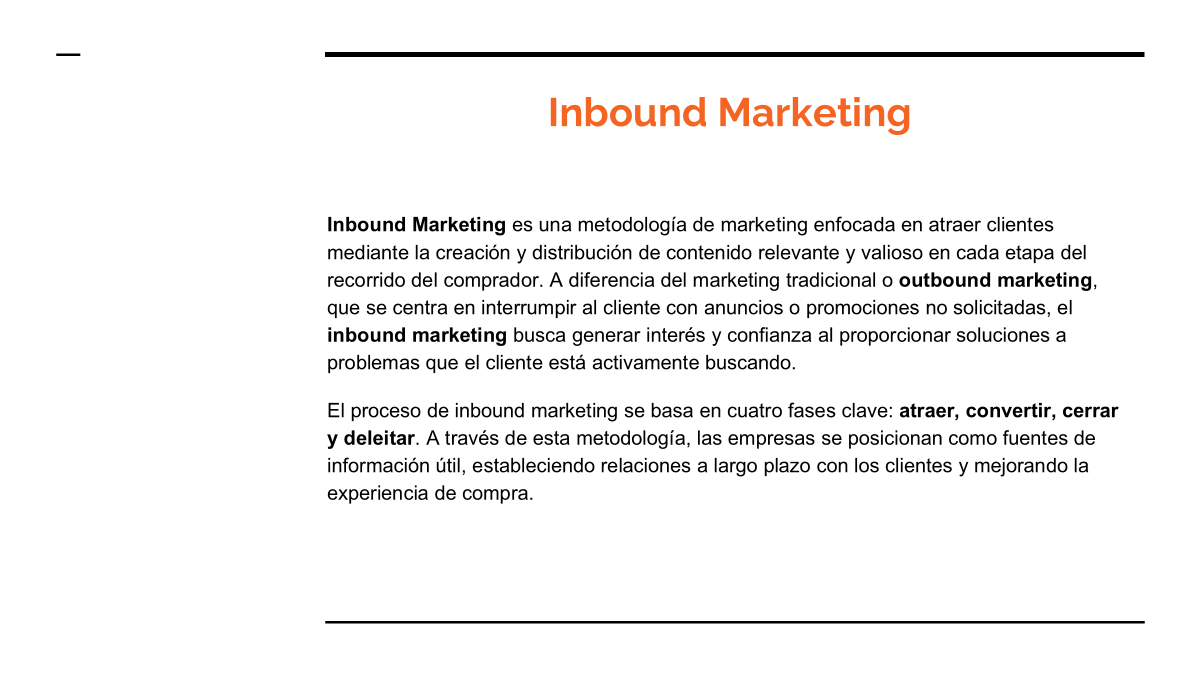 Inbound Marketing
Inbound Marketing es una metodología de marketing enfocada en atraer clientes
mediante la creación y distribución de contenido relevante y valioso en cada etapa del
recorrido del comprador. A diferencia del marketing tradicional o outbound marketing,
que se centra en interrumpir al cliente con anuncios o promociones no solicitadas, el
inbound marketing busca generar interés y confianza al proporcionar soluciones a
problemas que el cliente está activamente buscando.
El proceso de inbound marketing se basa en cuatro fases clave: atraer, convertir, cerrar
y deleitar. A través de esta metodología, las empresas se posicionan como fuentes de
información útil, estableciendo relaciones a largo plazo con los clientes y mejorando la
experiencia de compra.